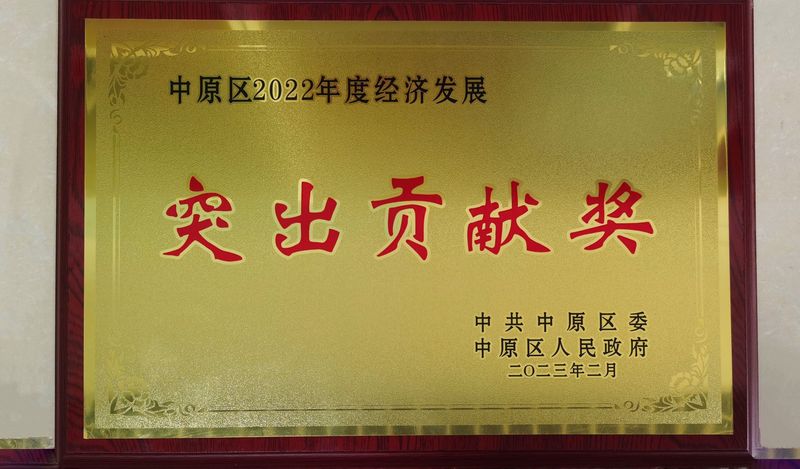 中原区2022年度经济发展
突出贡献奖
中共中原区委
中原区人民政府
二〇二三年二月